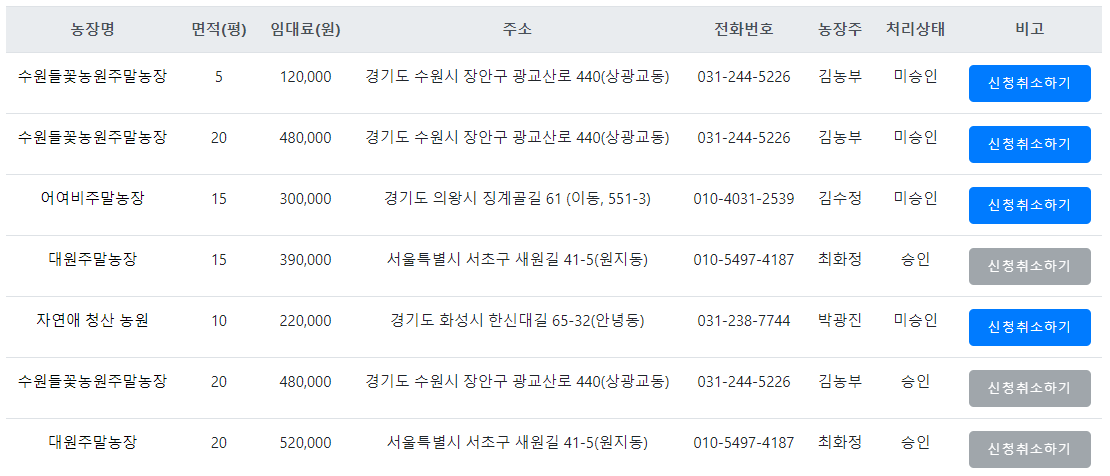 농장명 면적(평) 임대료(원) 주소 전화번호 농장주 처리상태 비고
수원들꽃농원주말농장 5 120,000 경기도 수원시 장안구 광교산로 440(상광교동) 031-244-5226 김농부 미승인 신청취소하기
수원들꽃농원주말농장 20 480,000 경기도 수원시 장안구 광교산로 440(상광교동) 031-244-5226 김농부 미승인 신청취소하기
어여비주말농장 15 300,000 경기도 의왕시 징계골길 61 (이동, 551-3) 010-4031-2539 김수정 미승인 신청취소하기
대원주말농장 15 390,000 서울특별시 서초구 새원길 41-5(원지동) 010-5497-4187 최화정 승인 신청취소하기
자연애 청산 농원 10 220,000 경기도 화성시 한신대길 65-32(안녕동) 031-238-7744 박광진 미승인 신청취소하기
수원들꽃농원주말농장 20 480,000 경기도 수원시 장안구 광교산로 440(상광교동) 031-244-5226 김농부 승인 신청취소하기
대원주말농장 20 520,000 서울특별시 서초구 새원길 41-5(원지동) 010-5497-4187 최화정 승인 신청취소하기